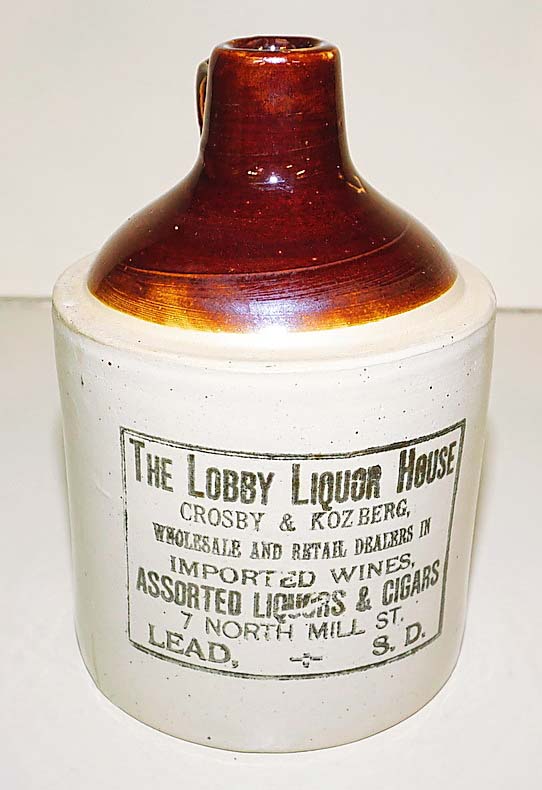 THE LOBBY LIQUOR HOUSE
CROSBY & KOZBERG,
WHOLESALE AND RETAIL DEALERS IN
IMPORTED WINES,
ASSORTED LIQUORS & CIGARS
7 NORTH MILL ST.
LEAD, S. D.